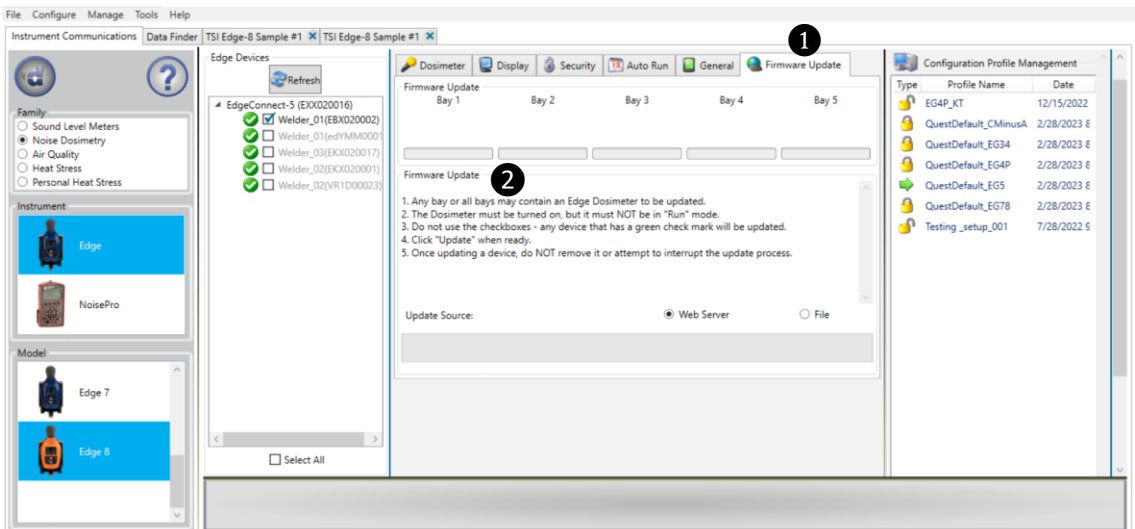 File Configure Manage Tools Help
Instrument Communications Data Finder TSI Edge-8 Sample #1 TSI Edge-8 Sample #1
1
Family
Sound Level Meters
Noise Dosimetry
Air Quality
Heat Stress
Personal Heat Stress
Instrument
Edge
NoisePro
Model
Edge 7
Edge 8
Edge Devices
Refresh
EdgeConnect-5 (EXX020016)
Welder_01(EBX020002)
Welder_01(edYMM0001
Welder_03(EKX020017)
Welder_02(EKX020001)
Welder_02(VR1D00023)
Select All
Dosimeter Display Security Auto Run General Firmware Update
Firmware Update
Bay 1 Bay 2 Bay 3 Bay 4 Bay 5
Firmware Update
2
1. Any bay or all bays may contain an Edge Dosimeter to be updated.
2. The Dosimeter must be turned on, but it must NOT be in "Run" mode.
3. Do not use the checkboxes - any device that has a green check mark will be updated.
4. Click "Update" when ready.
5. Once updating a device, do NOT remove it or attempt to interrupt the update process.
Update Source: Web Server File
Configuration Profile Management
Type Profile Name Date
EG4P_KT 12/15/2022
QuestDefault_CMinusA 2/28/2023 8
QuestDefault_EG34 2/28/2023 8
QuestDefault_EG4P 2/28/2023 8
QuestDefault_EG5 2/28/2023 8
QuestDefault_EG78 2/28/2023 8
Testing _setup_001 7/28/2022 9